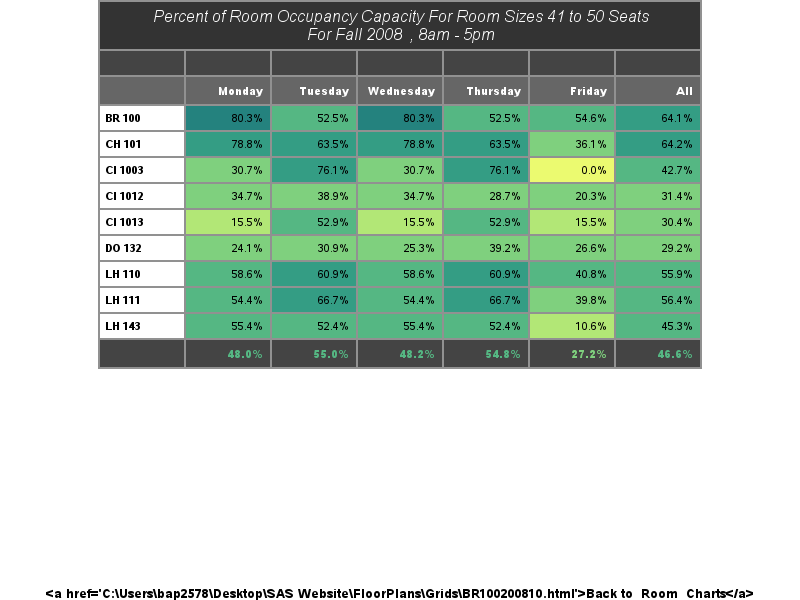 Percent of Room Occupancy Capacity For Room Sizes 41 to 50 Seats
For Fall 2008 , 8am - 5pm
Monday Tuesday Wednesday Thursday Friday All
BR 100 80.3% 52.5% 80.3% 52.5% 54.6% 64.1%
CH 101 78.8% 63.5% 78.8% 63.5% 36.1% 64.2%
CI 1003 30.7% 76.1% 30.7% 76.1% 0.0% 42.7%
CI 1012 34.7% 38.9% 34.7% 28.7% 20.3% 31.4%
CI 1013 15.5% 52.9% 15.5% 52.9% 15.5% 30.4%
DO 132 24.1% 30.9% 25.3% 39.2% 26.6% 29.2%
LH 110 58.6% 60.9% 58.6% 60.9% 40.8% 55.9%
LH 111 54.4% 66.7% 54.4% 66.7% 39.8% 56.4%
LH 143 55.4% 52.4% 55.4% 52.4% 10.6% 45.3%
48.0% 55.0% 48.2% 54.8% 27.2% 46.6%
<a href='C:\Users\bap2578\Desktop\SAS Website\FloorPlans\Grids\BR100200810.html'>Back to Room Charts</a>